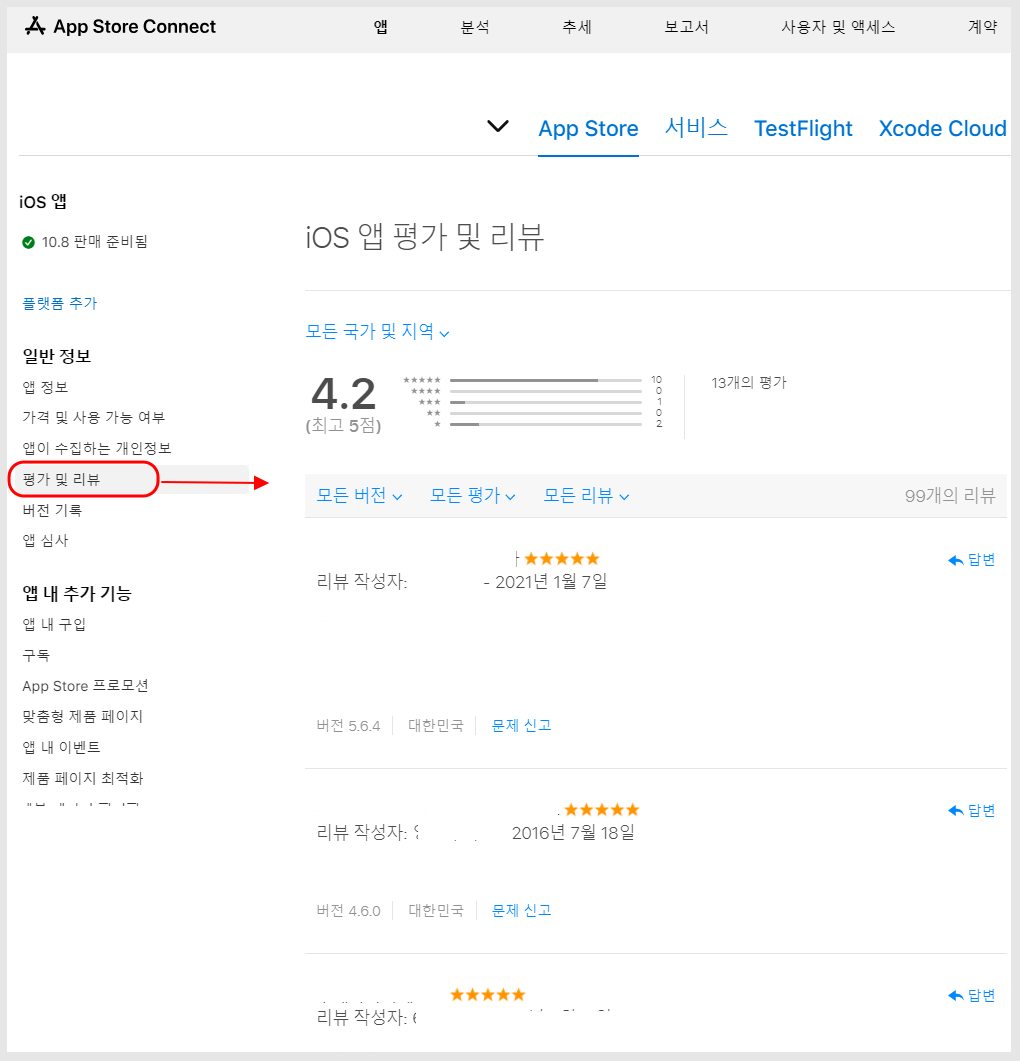 App Store Connect 앱 분석 추세 보고서 사용자 및 액세스 계약
App Store 서비스 TestFlight Xcode Cloud
iOS 앱
10.8 판매 준비됨
플랫폼 추가
일반 정보
앱 정보
가격 및 사용 가능 여부
앱이 수집하는 개인정보
평가 및 리뷰
버전 기록
앱 심사
앱 내 추가 기능
앱 내 구입
구독
App Store 프로모션
맞춤형 제품 페이지
앱 내 이벤트
제품 페이지 최적화
iOS 앱 평가 및 리뷰
모든 국가 및 지역
4.2
(최고 5점)
★★★★★ 10
★★★★ 0
★★★ 1
★★ 0
★ 2
13개의 평가
모든 버전 모든 평가 모든 리뷰 99개의 리뷰
★★★★★ 답변
리뷰 작성자: - 2021년 1월 7일
버전 5.6.4 대한민국 문제 신고
★★★★★ 답변
리뷰 작성자: 2016년 7월 18일
버전 4.6.0 대한민국 문제 신고
★★★★★ 답변
리뷰 작성자: